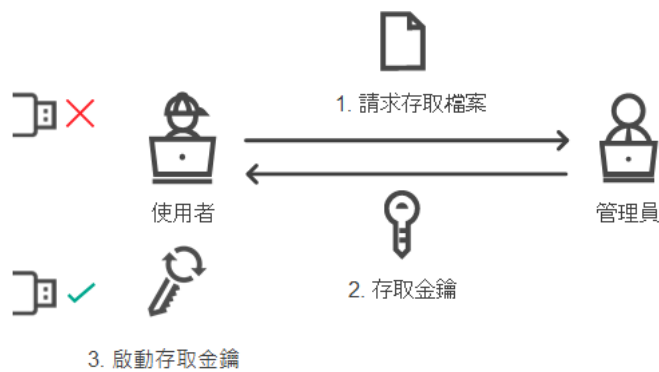 1. 請求存取檔案
使用者
管理員
2. 存取金鑰
3. 啟動存取金鑰